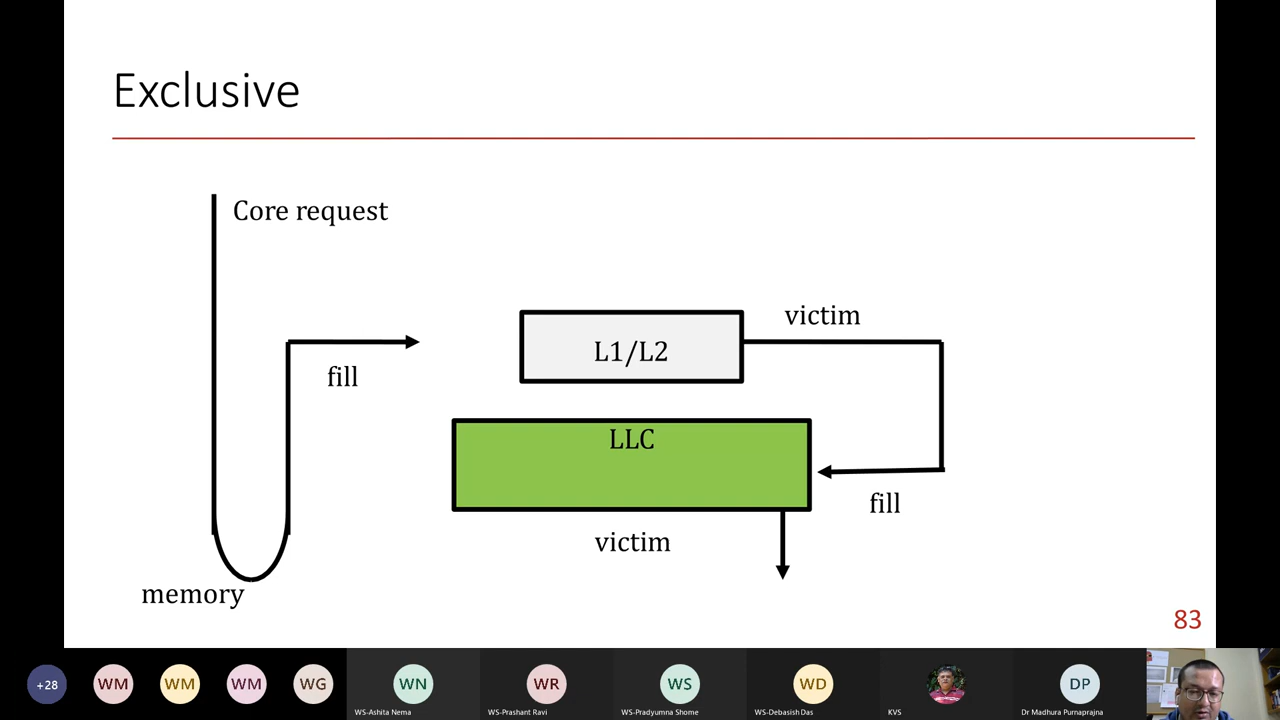 Exclusive
Core request
victim
L1/L2
fill
LLC
fill
victim
memory
83
+28
WM
WM
WM
WG
WN
WR
WS
WD
DP
WS-Ashita Nema
WS-Prashant Ravi
WS-Pradyumna Shome
WS-Debasish Das
KVS
Dr Madhura Purnaprajna